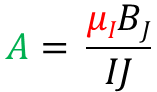 A = μ_I B_J / IJ